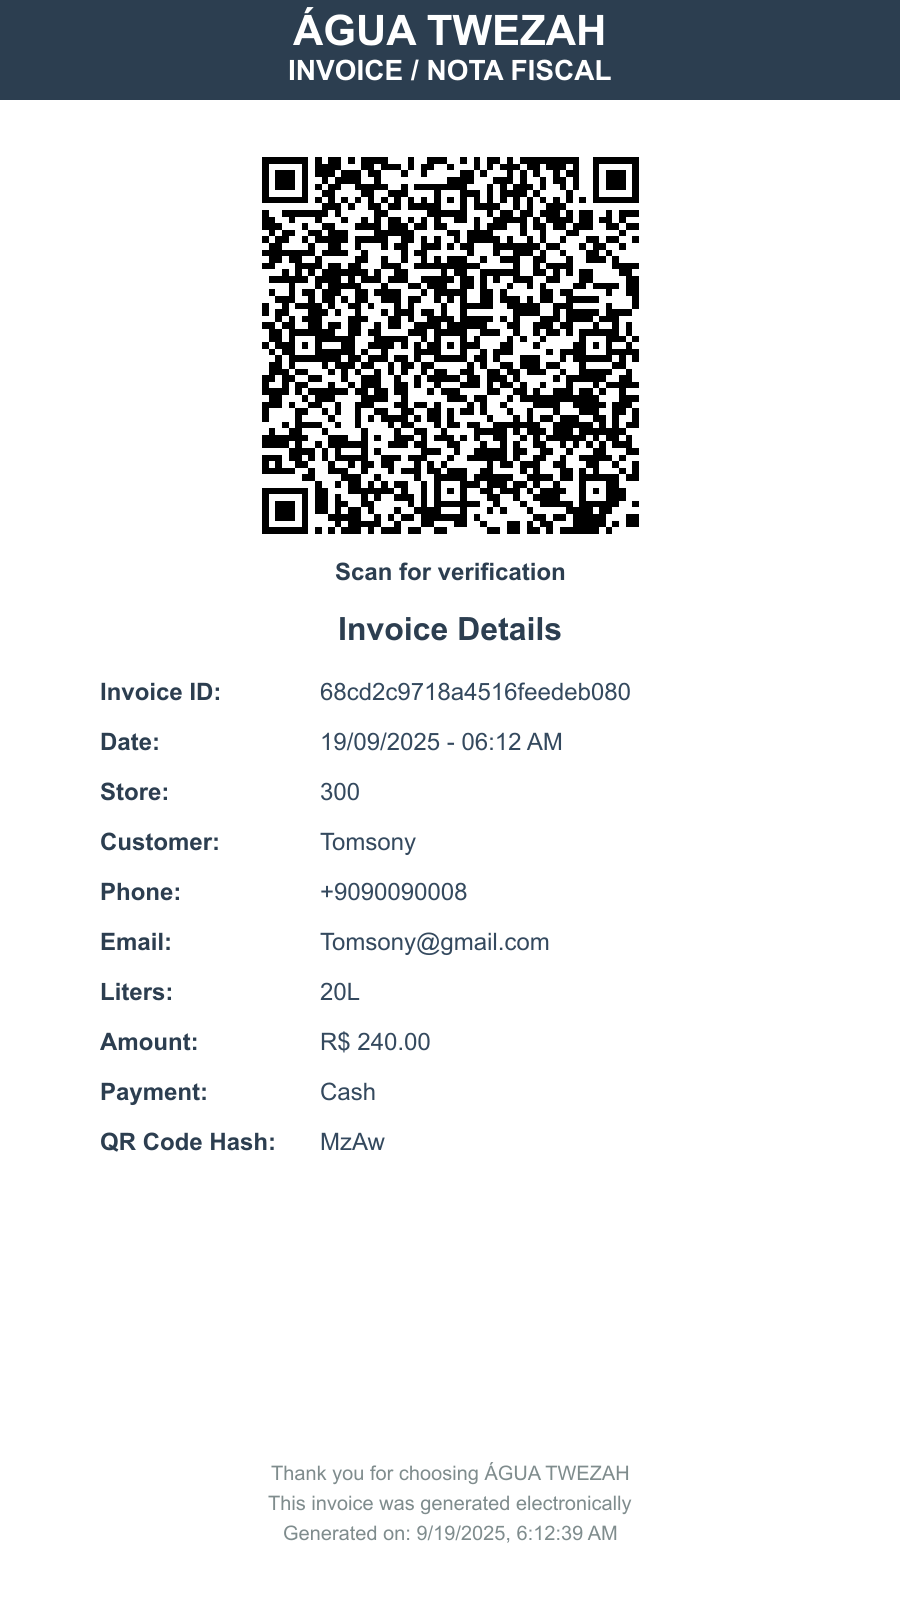 ÁGUA TWEZAH
INVOICE / NOTA FISCAL
Scan for verification
Invoice Details
Invoice ID: 68cd2c9718a4516feedeb080
Date: 19/09/2025 - 06:12 AM
Store: 300
Customer: Tomsony
Phone: +9090090008
Email: Tomsony@gmail.com
Liters: 20L
Amount: R$ 240.00
Payment: Cash
QR Code Hash: MzAw
Thank you for choosing ÁGUA TWEZAH
This invoice was generated electronically
Generated on: 9/19/2025, 6:12:39 AM